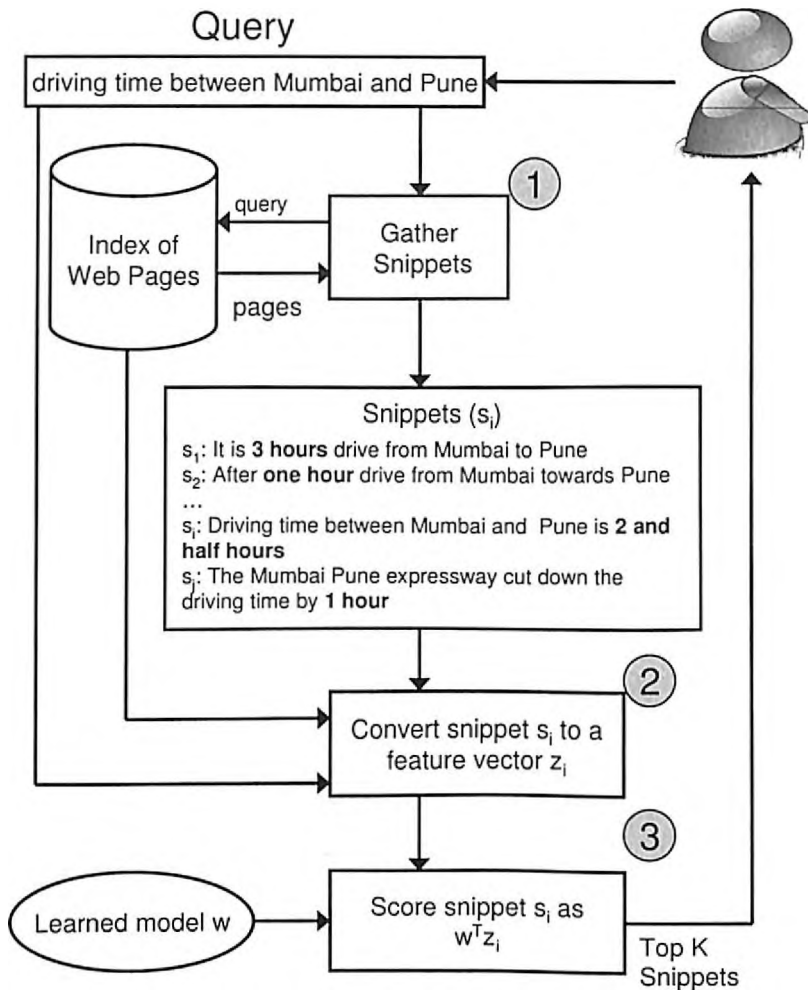 Query
driving time between Mumbai and Pune
1
query
Index of
Web Pages
Gather
Snippets
pages
Snippets (sᵢ)
s₁: It is 3 hours drive from Mumbai to Pune
s₂: After one hour drive from Mumbai towards Pune
...
sᵢ: Driving time between Mumbai and Pune is 2 and
half hours
sⱼ: The Mumbai Pune expressway cut down the
driving time by 1 hour
2
Convert snippet sᵢ to a
feature vector zᵢ
3
Learned model w
Score snippet sᵢ as
wᵀzᵢ
Top K
Snippets